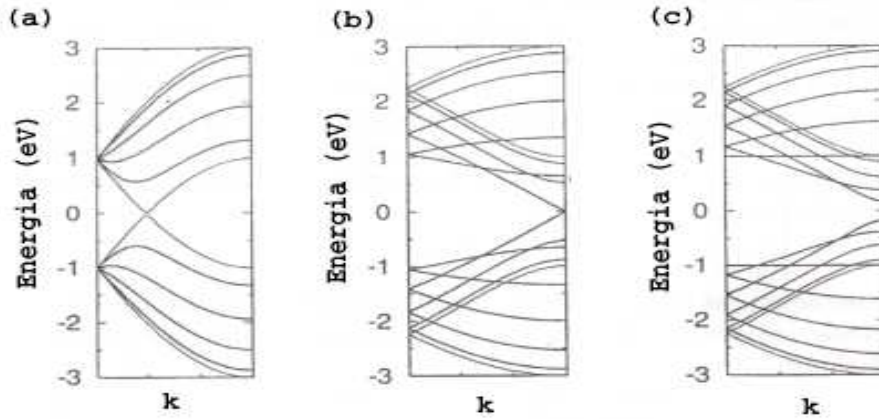 (a) (b) (c)
3 3 3
2 2 2
1 1 1
0 0 0
-1 -1 -1
-2 -2 -2
-3 -3 -3
Energia (eV) Energia (eV) Energia (eV)
k k k